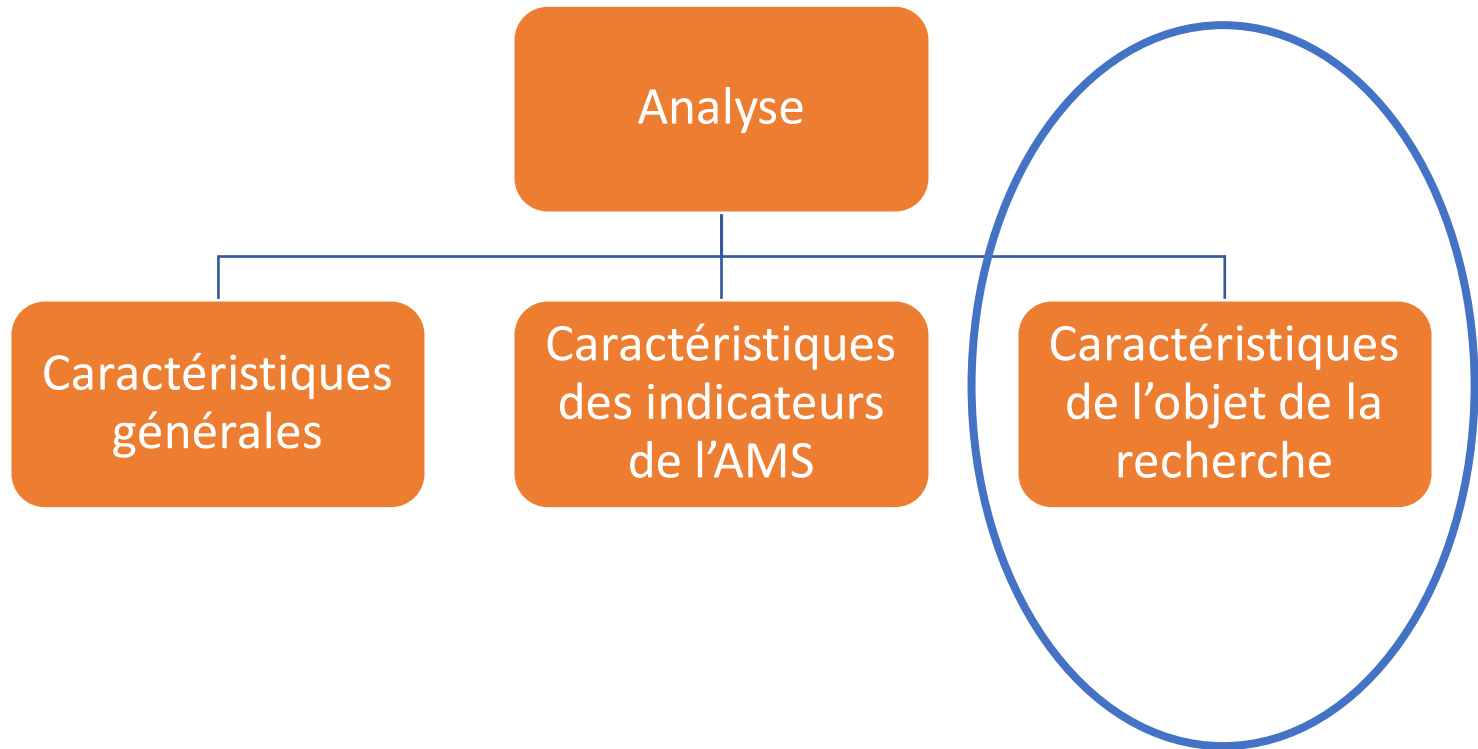 Analyse
Caractéristiques
générales
Caractéristiques
des indicateurs
de l’AMS
Caractéristiques
de l’objet de la
recherche